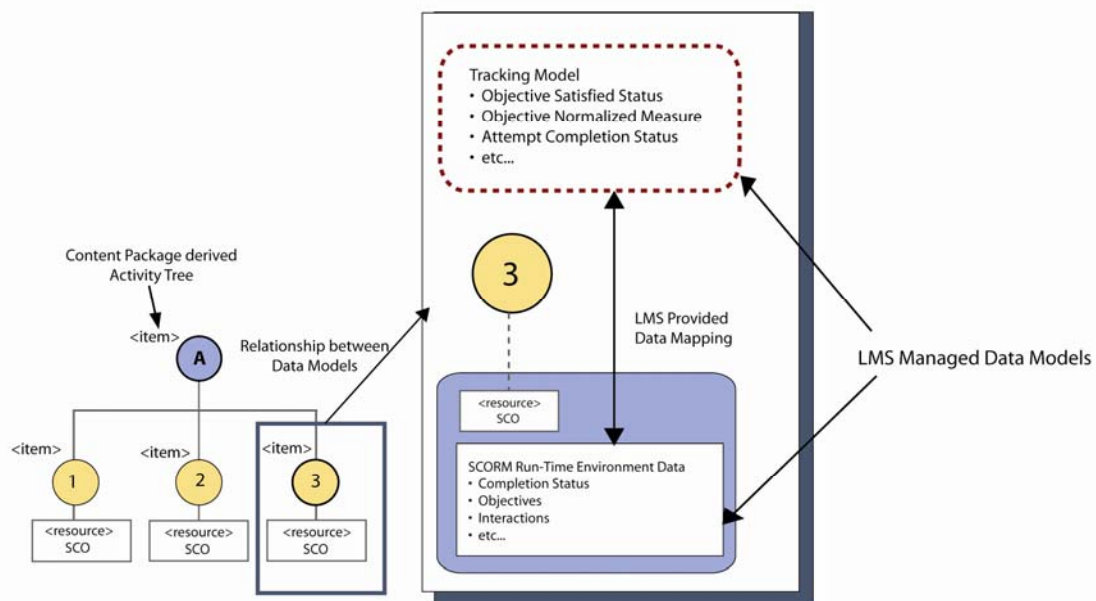 Tracking Model
• Objective Satisfied Status
• Objective Normalized Measure
• Attempt Completion Status
• etc...
Content Package derived
Activity Tree
<item>
A
Relationship between
Data Models
3
LMS Provided
Data Mapping
LMS Managed Data Models
<item>
1
<resource>
SCO
<item>
2
<resource>
SCO
<item>
3
<resource>
SCO
<resource>
SCO
SCORM Run-Time Environment Data
• Completion Status
• Objectives
• Interactions
• etc...